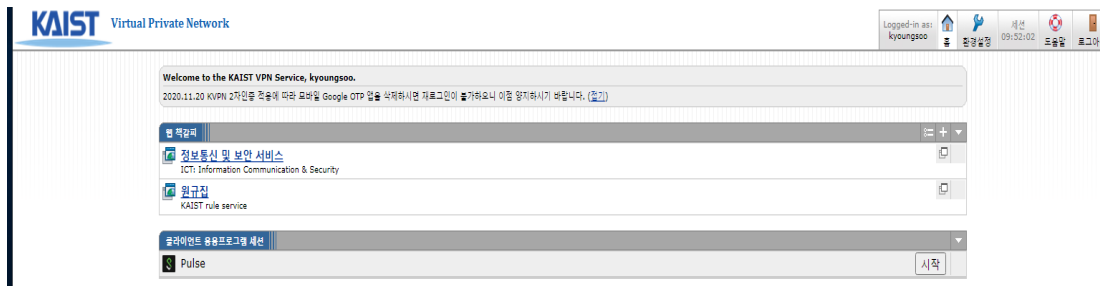 KAIST Virtual Private Network
Logged-in as:
kyoungsoo
홈
환경설정
세션
09:52:02
도움말
로그아
Welcome to the KAIST VPN Service, kyoungsoo.
2020.11.20 KVPN 2차인증 적용에 따라 모바일 Google OTP 앱을 삭제하시면 재로그인이 불가하오니 이점 양지하시기 바랍니다. (접기)
웹 책갈피
정보통신 및 보안 서비스
ICT: Information Communication & Security
원규집
KAIST rule service
클라이언트 응용프로그램 세션
S Pulse
시작